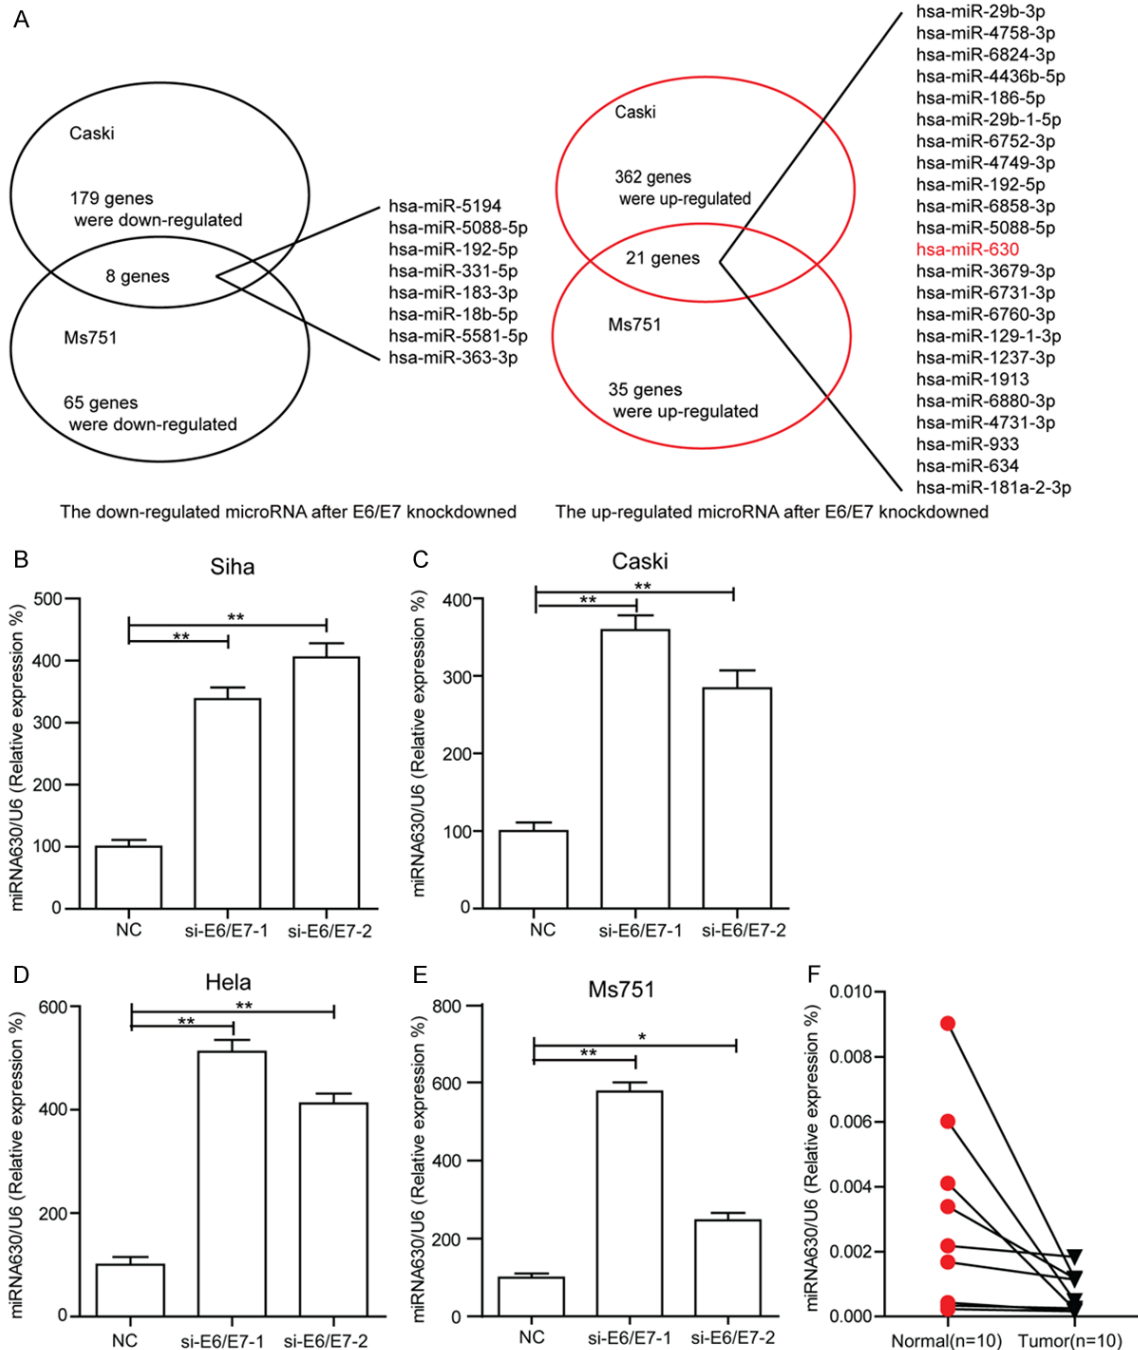 A
Caski
179 genes
were down-regulated
8 genes
Ms751
65 genes
were down-regulated
hsa-miR-5194
hsa-miR-5088-5p
hsa-miR-192-5p
hsa-miR-331-5p
hsa-miR-183-3p
hsa-miR-18b-5p
hsa-miR-5581-5p
hsa-miR-363-3p
The down-regulated microRNA after E6/E7 knockdowned
Caski
362 genes
were up-regulated
21 genes
Ms751
35 genes
were up-regulated
hsa-miR-29b-3p
hsa-miR-4758-3p
hsa-miR-6824-3p
hsa-miR-4436b-5p
hsa-miR-186-5p
hsa-miR-29b-1-5p
hsa-miR-6752-3p
hsa-miR-4749-3p
hsa-miR-192-5p
hsa-miR-6858-3p
hsa-miR-5088-5p
hsa-miR-630
hsa-miR-3679-3p
hsa-miR-6731-3p
hsa-miR-6760-3p
hsa-miR-129-1-3p
hsa-miR-1237-3p
hsa-miR-1913
hsa-miR-6880-3p
hsa-miR-4731-3p
hsa-miR-933
hsa-miR-634
hsa-miR-181a-2-3p
The up-regulated microRNA after E6/E7 knockdowned
B
Siha
miRNA630/U6 (Relative expression %)
500
400
300
200
100
0
**
**
NC
si-E6/E7-1
si-E6/E7-2
C
Caski
miRNA630/U6 (Relative expression %)
400
300
200
100
0
**
**
NC
si-E6/E7-1
si-E6/E7-2
D
Hela
miRNA630/U6 (Relative expression %)
600
400
200
0
**
**
NC
si-E6/E7-1
si-E6/E7-2
E
Ms751
miRNA630/U6 (Relative expression %)
800
600
400
200
0
*
**
NC
si-E6/E7-1
si-E6/E7-2
F
miRNA630/U6 (Relative expression %)
0.010
0.008
0.006
0.004
0.002
0.000
Normal(n=10)
Tumor(n=10)